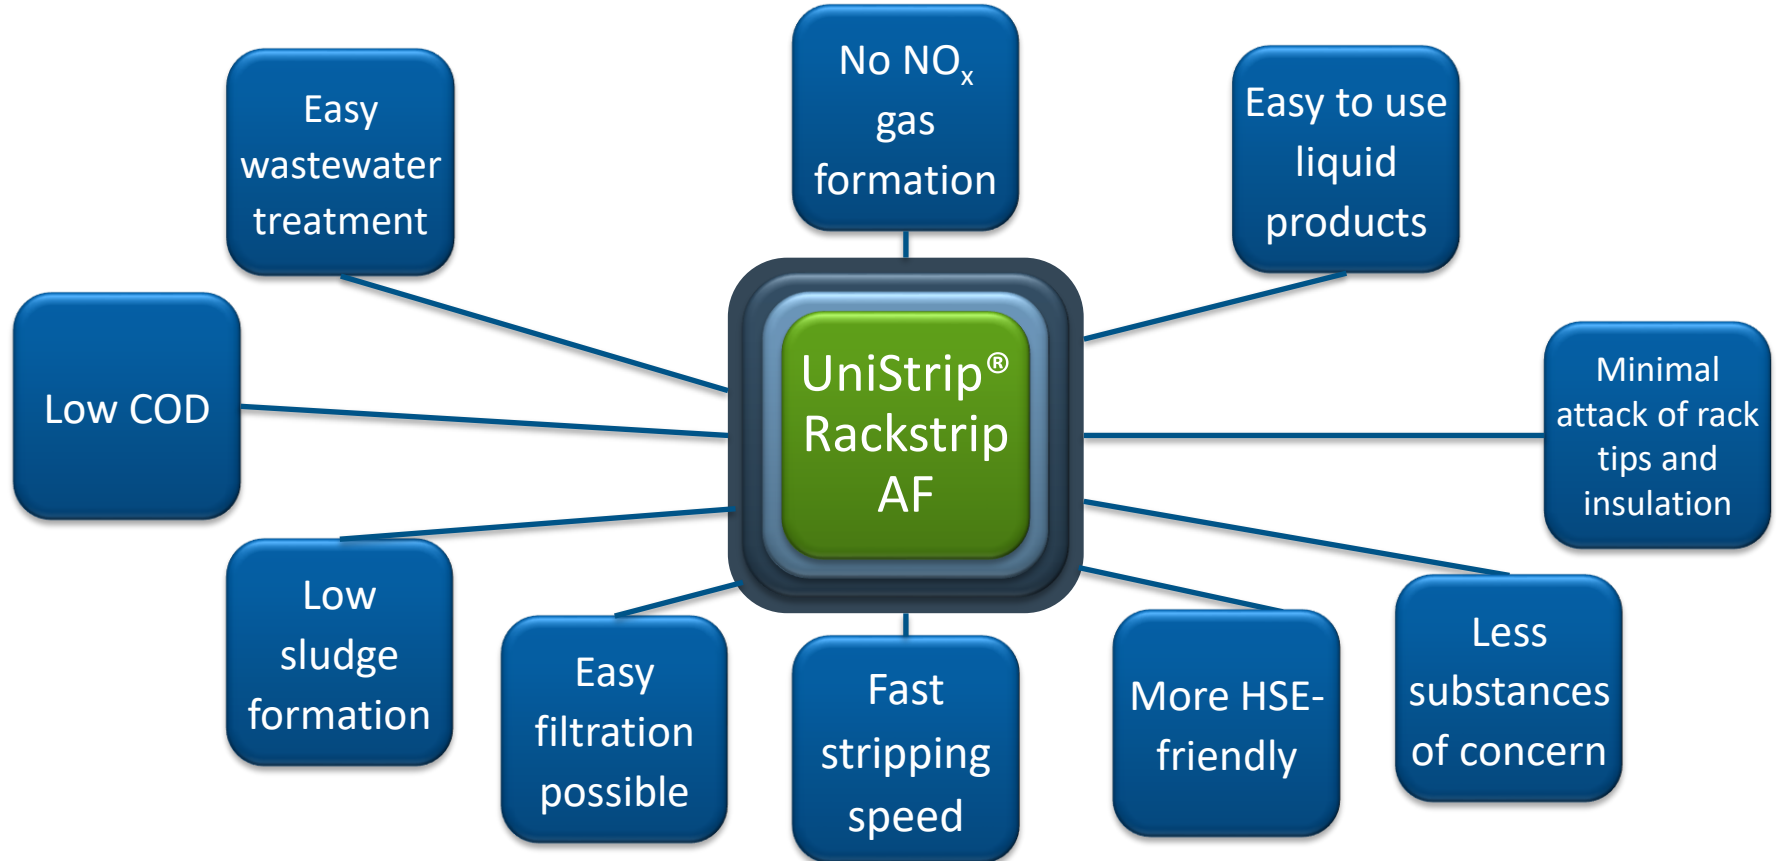 No NOₓ
gas
formation
Easy
wastewater
treatment
Easy to use
liquid
products
Low COD
UniStrip®
Rackstrip
AF
Minimal
attack of rack
tips and
insulation
Low
sludge
formation
Easy
filtration
possible
Fast
stripping
speed
More HSE-
friendly
Less
substances
of concern